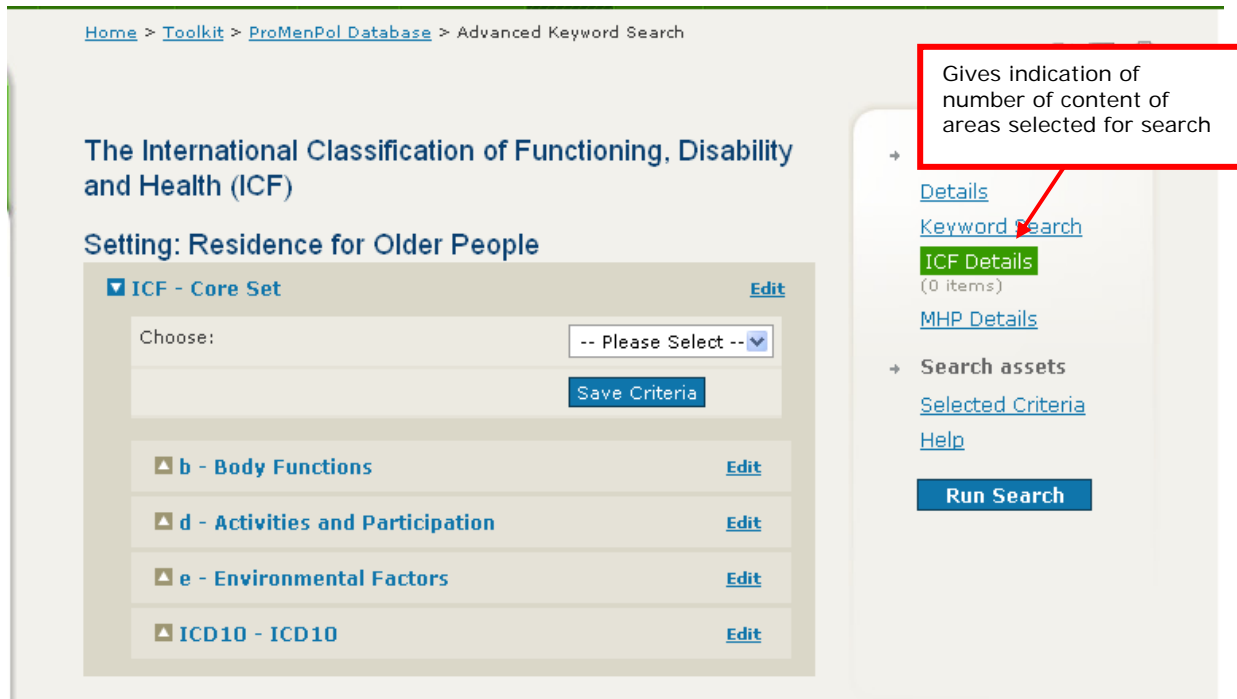 Home > Toolkit > ProMenPol Database > Advanced Keyword Search
Gives indication of
number of content of
areas selected for search
The International Classification of Functioning, Disability
and Health (ICF)
Setting: Residence for Older People
ICF - Core Set Edit
Choose: -- Please Select --
Save Criteria
b - Body Functions Edit
d - Activities and Participation Edit
e - Environmental Factors Edit
ICD10 - ICD10 Edit
Details
Keyword Search
ICF Details
(0 items)
MHP Details
Search assets
Selected Criteria
Help
Run Search